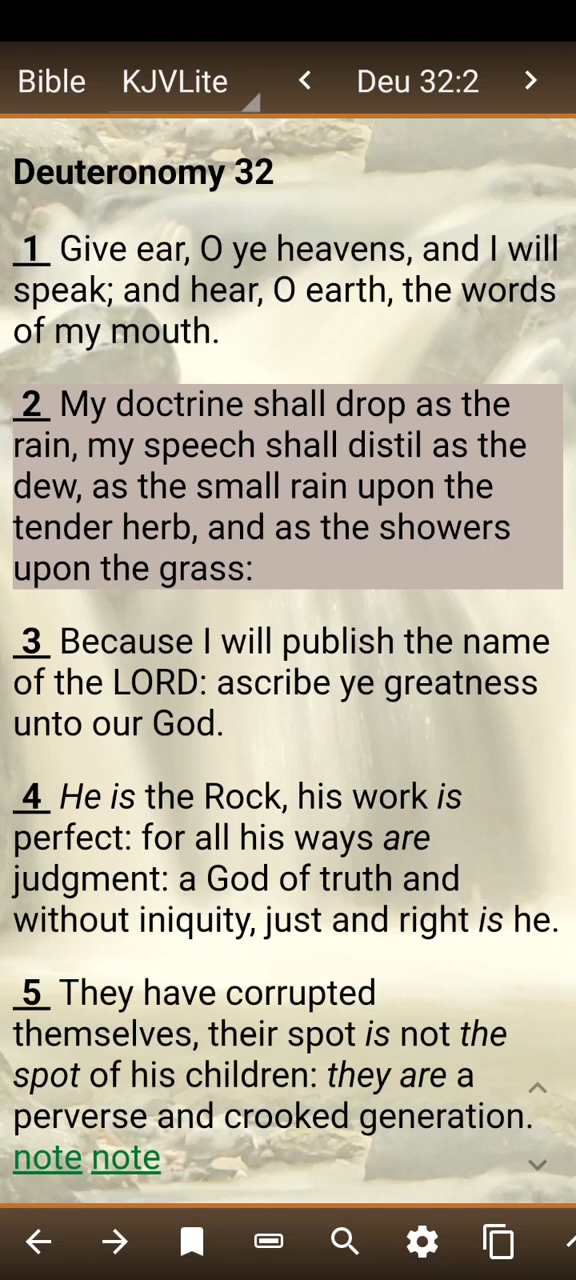 Bible KJVLite < Deu 32:2 >
Deuteronomy 32
1 Give ear, O ye heavens, and I will
speak; and hear, O earth, the words
of my mouth.
2 My doctrine shall drop as the
rain, my speech shall distil as the
dew, as the small rain upon the
tender herb, and as the showers
upon the grass:
3 Because I will publish the name
of the LORD: ascribe ye greatness
unto our God.
4 He is the Rock, his work is
perfect: for all his ways are
judgment: a God of truth and
without iniquity, just and right is he.
5 They have corrupted
themselves, their spot is not the
spot of his children: they are a
perverse and crooked generation.
note note